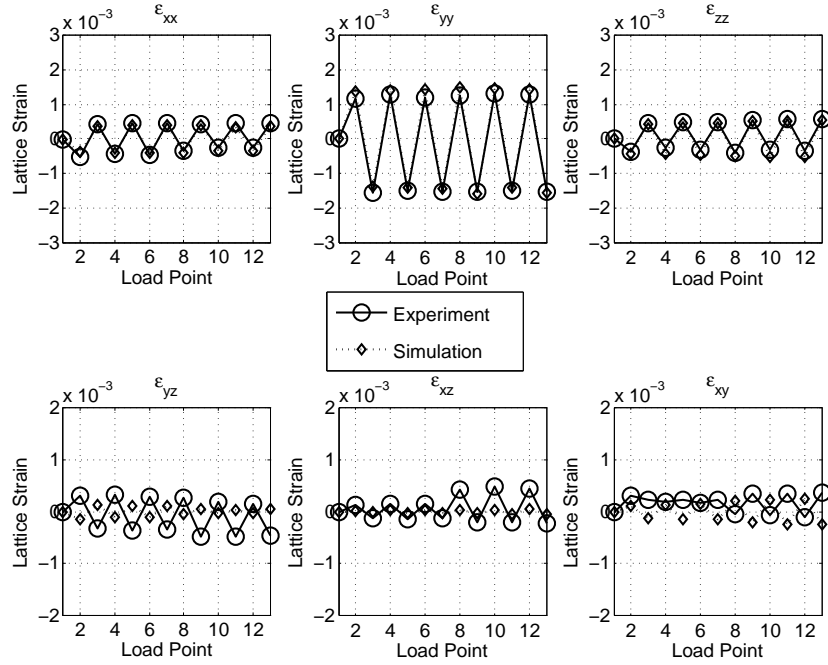 ε_xx
x 10^−3
3
2
1
0
−1
−2
−3
Lattice Strain
2 4 6 8 10 12
Load Point
ε_yy
x 10^−3
3
2
1
0
−1
−2
−3
Lattice Strain
2 4 6 8 10 12
Load Point
ε_zz
x 10^−3
3
2
1
0
−1
−2
−3
Lattice Strain
2 4 6 8 10 12
Load Point
Experiment
Simulation
ε_yz
x 10^−3
2
1
0
−1
−2
Lattice Strain
2 4 6 8 10 12
Load Point
ε_xz
x 10^−3
2
1
0
−1
−2
Lattice Strain
2 4 6 8 10 12
Load Point
ε_xy
x 10^−3
2
1
0
−1
−2
Lattice Strain
2 4 6 8 10 12
Load Point